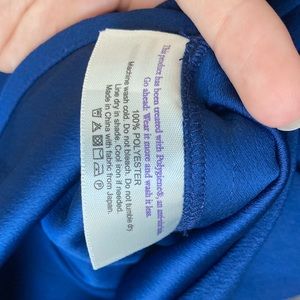 This product has been treated with Polygiene®, an anti-stink.
Go ahead: Wear it more and wash it less.
100% POLYESTER
Machine wash cold. Do not bleach. Do not tumble dry
Line dry in shade. Cool iron if needed.
Made in China with fabric from Japan.